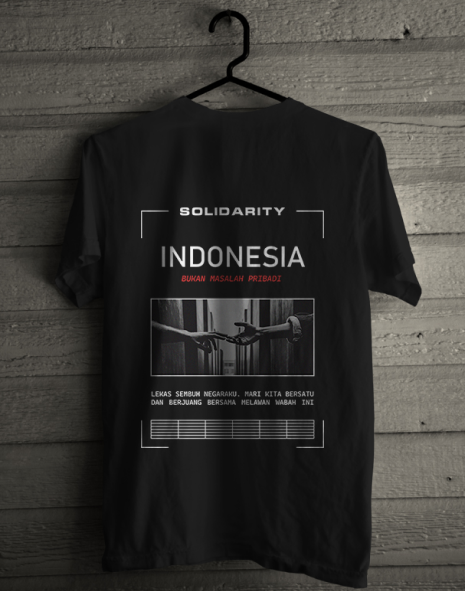 SOLIDARITY
INDONESIA
BUKAN MASALAH PRIBADI
LEKAS SEMBUH NEGARAKU. MARI KITA BERSATU
DAN BERJUANG BERSAMA MELAWAN WABAH INI